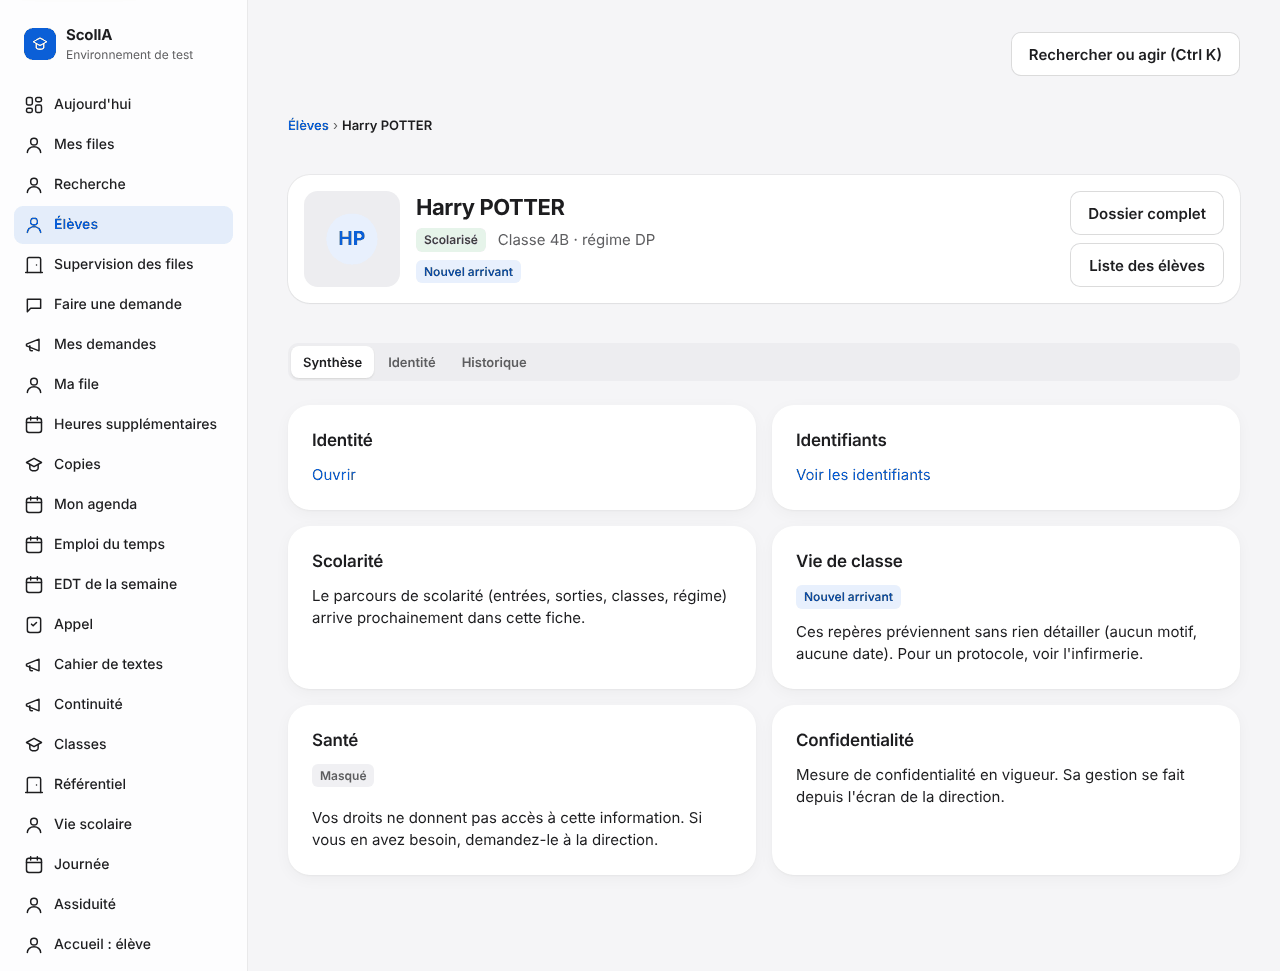 ScolIA
Environnement de test
Aujourd'hui
Mes files
Recherche
Élèves
Supervision des files
Faire une demande
Mes demandes
Ma file
Heures supplémentaires
Copies
Mon agenda
Emploi du temps
EDT de la semaine
Appel
Cahier de textes
Continuité
Classes
Référentiel
Vie scolaire
Journée
Assiduité
Accueil : élève
Rechercher ou agir (Ctrl K)
Élèves › Harry POTTER
HP
Harry POTTER
Scolarisé Classe 4B · régime DP
Nouvel arrivant
Dossier complet
Liste des élèves
Synthèse Identité Historique
Identité
Ouvrir
Identifiants
Voir les identifiants
Scolarité
Le parcours de scolarité (entrées, sorties, classes, régime)
arrive prochainement dans cette fiche.
Vie de classe
Nouvel arrivant
Ces repères préviennent sans rien détailler (aucun motif,
aucune date). Pour un protocole, voir l'infirmerie.
Santé
Masqué
Vos droits ne donnent pas accès à cette information. Si
vous en avez besoin, demandez-le à la direction.
Confidentialité
Mesure de confidentialité en vigueur. Sa gestion se fait
depuis l'écran de la direction.